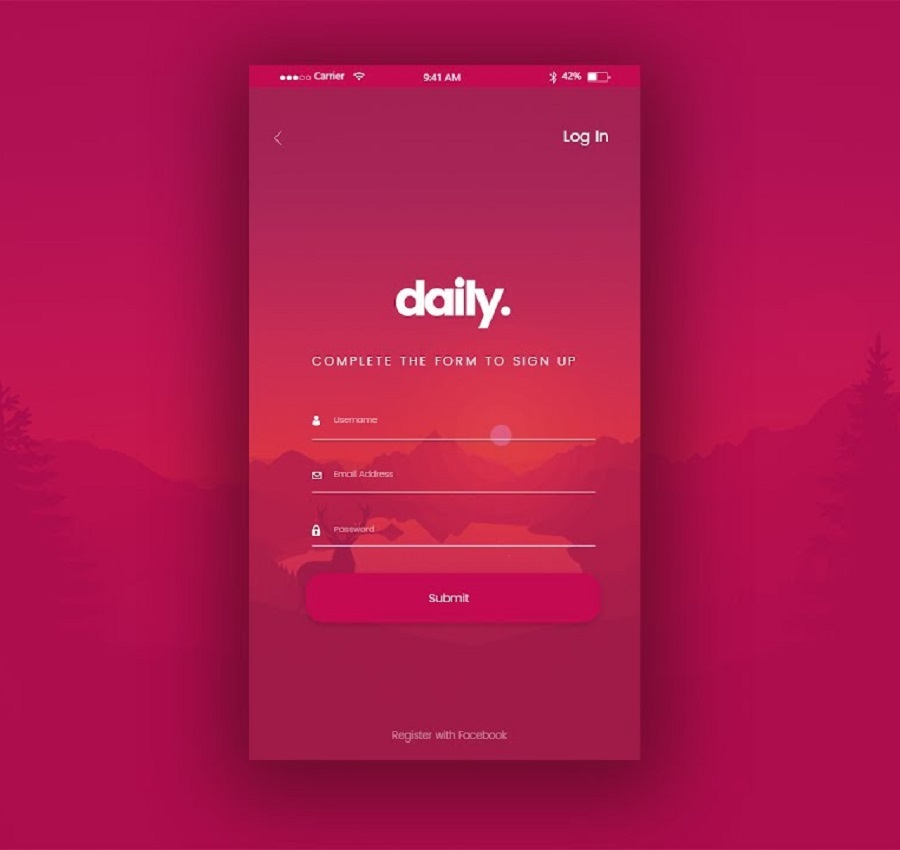 Carrier 9:41 AM 42%
Log In
daily.
COMPLETE THE FORM TO SIGN UP
Username
Email Address
Password
Submit
Register with Facebook